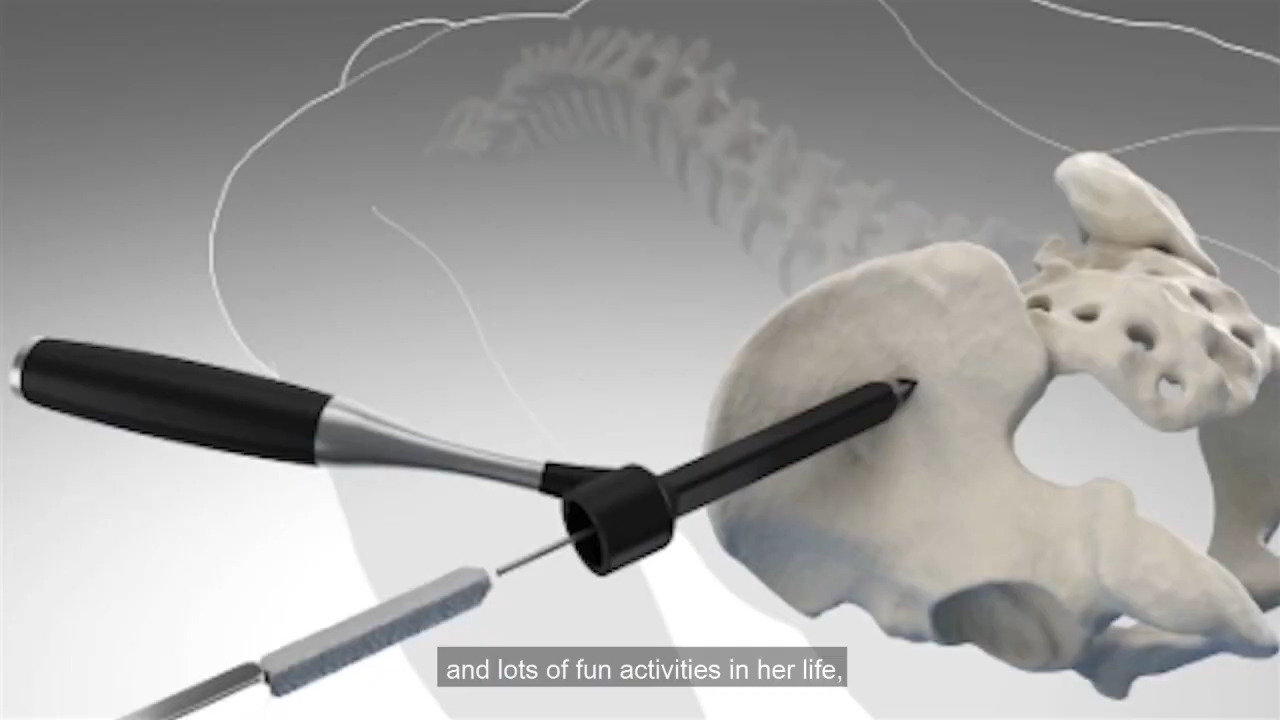 and lots of fun activities in her life,